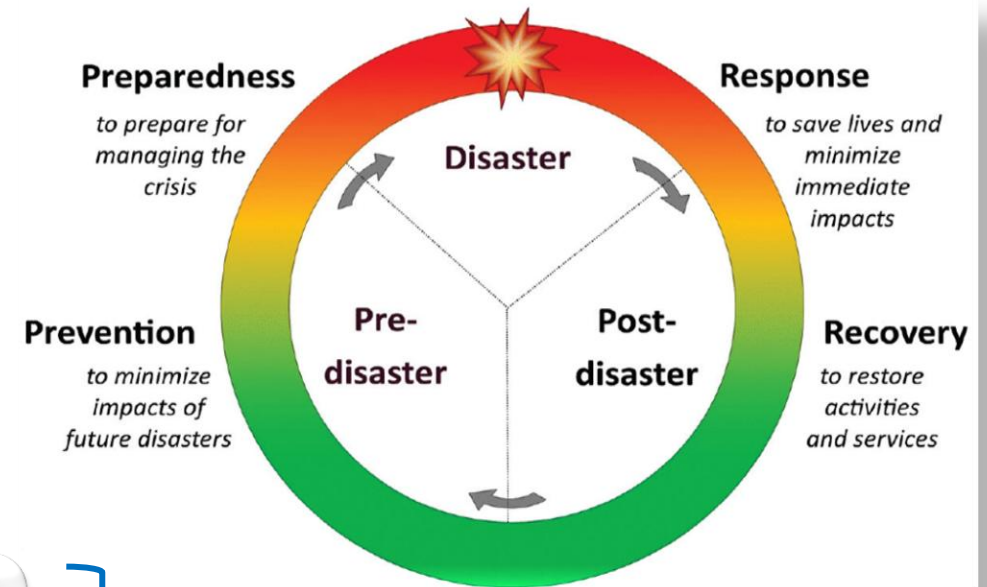 Preparedness
to prepare for
managing the
crisis
Response
to save lives and
minimize
immediate
impacts
Disaster
Pre-
disaster
Post-
disaster
Prevention
to minimize
impacts of
future disasters
Recovery
to restore
activities
and services